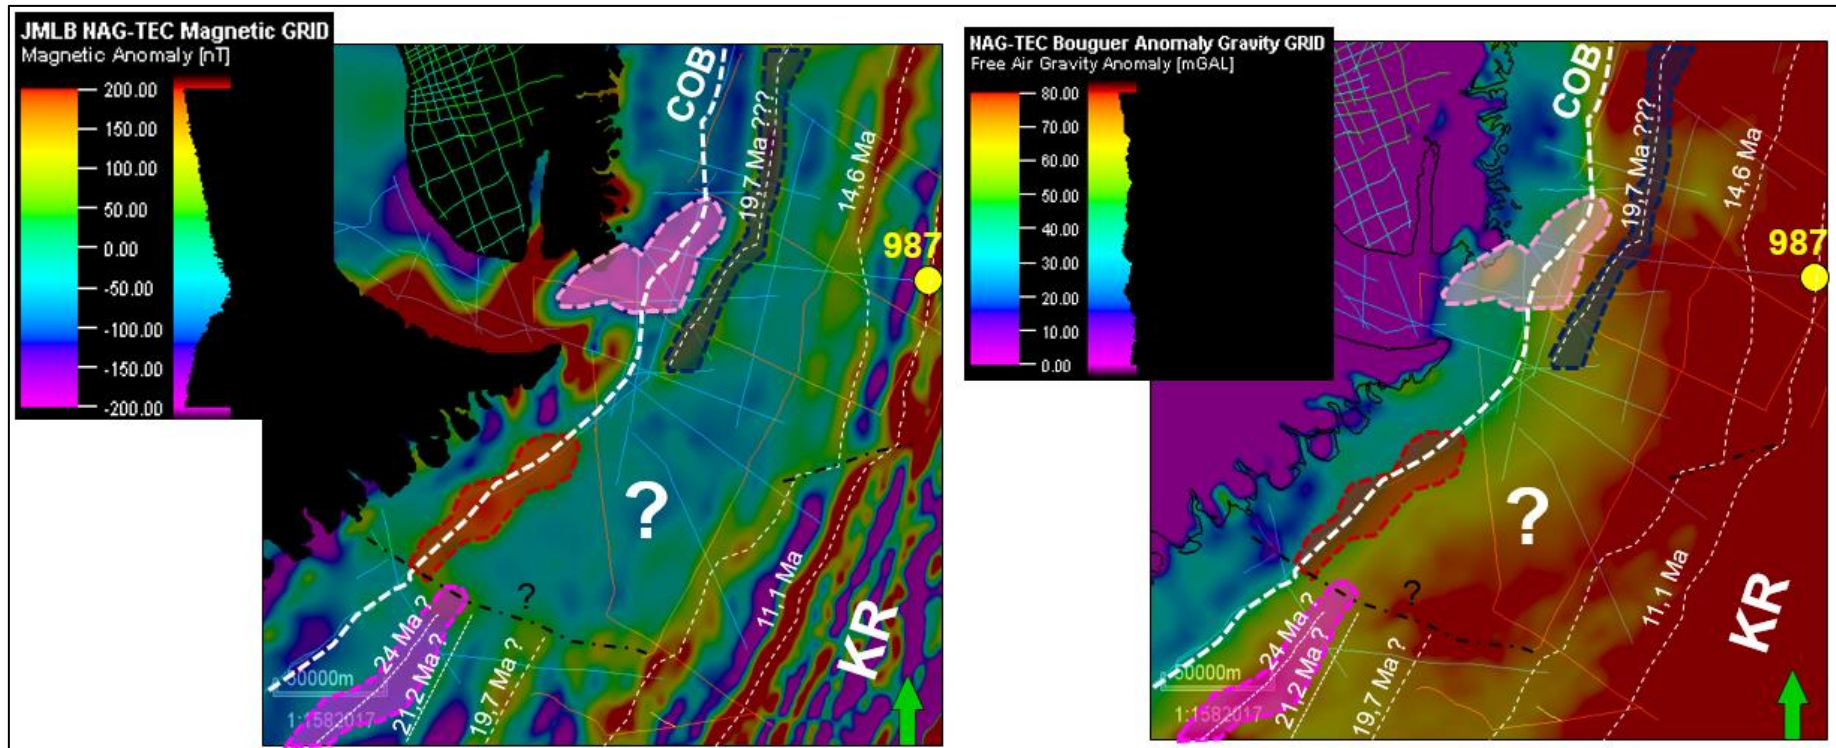 JMLB NAG-TEC Magnetic GRID
Magnetic Anomaly [nT]
200.00
150.00
100.00
50.00
0.00
-50.00
-100.00
-150.00
-200.00
COB
19,7 Ma ???
14,6 Ma
987
?
?
11,1 Ma
KR
24 Ma ?
21,2 Ma ?
19,7 Ma ?
50000m
1:1582017
NAG-TEC Bouguer Anomaly Gravity GRID
Free Air Gravity Anomaly [mGAL]
80.00
70.00
60.00
50.00
40.00
30.00
20.00
10.00
0.00
COB
19,7 Ma ???
14,6 Ma
987
?
?
11,1 Ma
KR
24 Ma ?
21,2 Ma ?
19,7 Ma ?
50000m
1:1582017